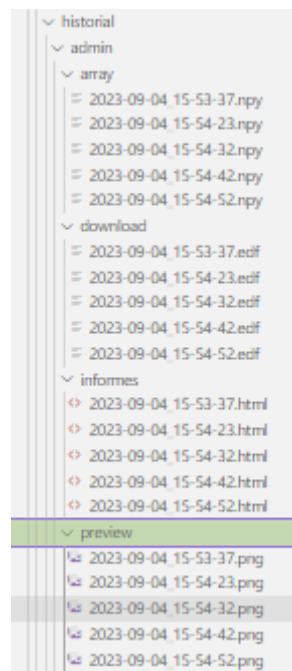 historial
admin
array
2023-09-04_15-53-37.npy
2023-09-04_15-54-23.npy
2023-09-04_15-54-32.npy
2023-09-04_15-54-42.npy
2023-09-04_15-54-52.npy
download
2023-09-04_15-53-37.edf
2023-09-04_15-54-23.edf
2023-09-04_15-54-32.edf
2023-09-04_15-54-42.edf
2023-09-04_15-54-52.edf
informes
2023-09-04_15-53-37.html
2023-09-04_15-54-23.html
2023-09-04_15-54-32.html
2023-09-04_15-54-42.html
2023-09-04_15-54-52.html
preview
2023-09-04_15-53-37.png
2023-09-04_15-54-23.png
2023-09-04_15-54-32.png
2023-09-04_15-54-42.png
2023-09-04_15-54-52.png